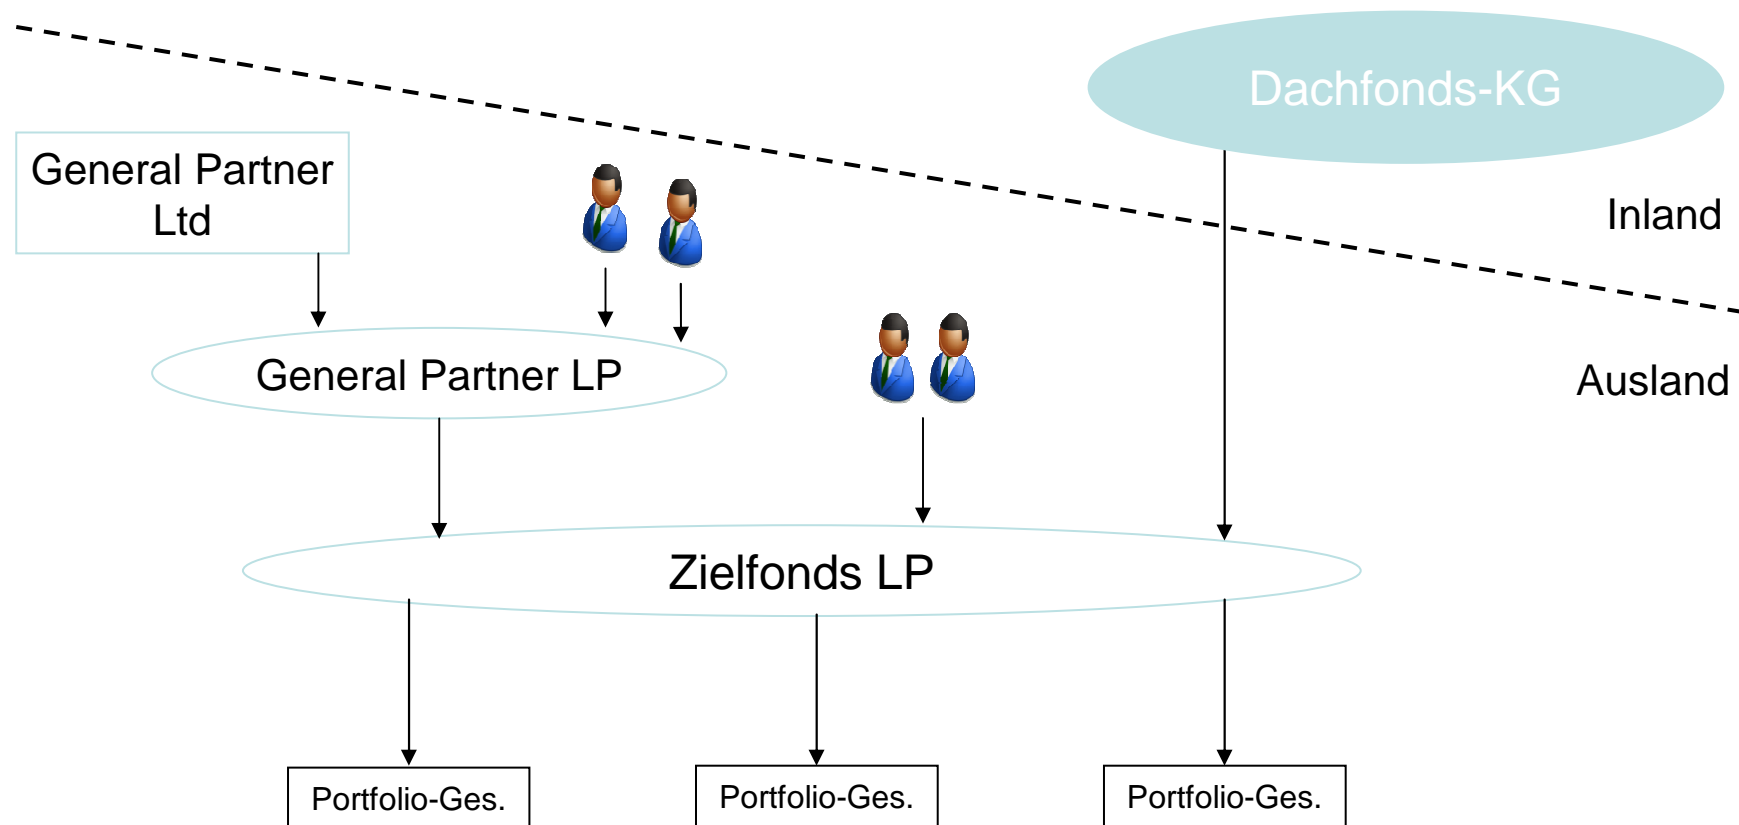 Dachfonds-KG
General Partner
Ltd
Inland
General Partner LP
Ausland
Zielfonds LP
Portfolio-Ges.
Portfolio-Ges.
Portfolio-Ges.